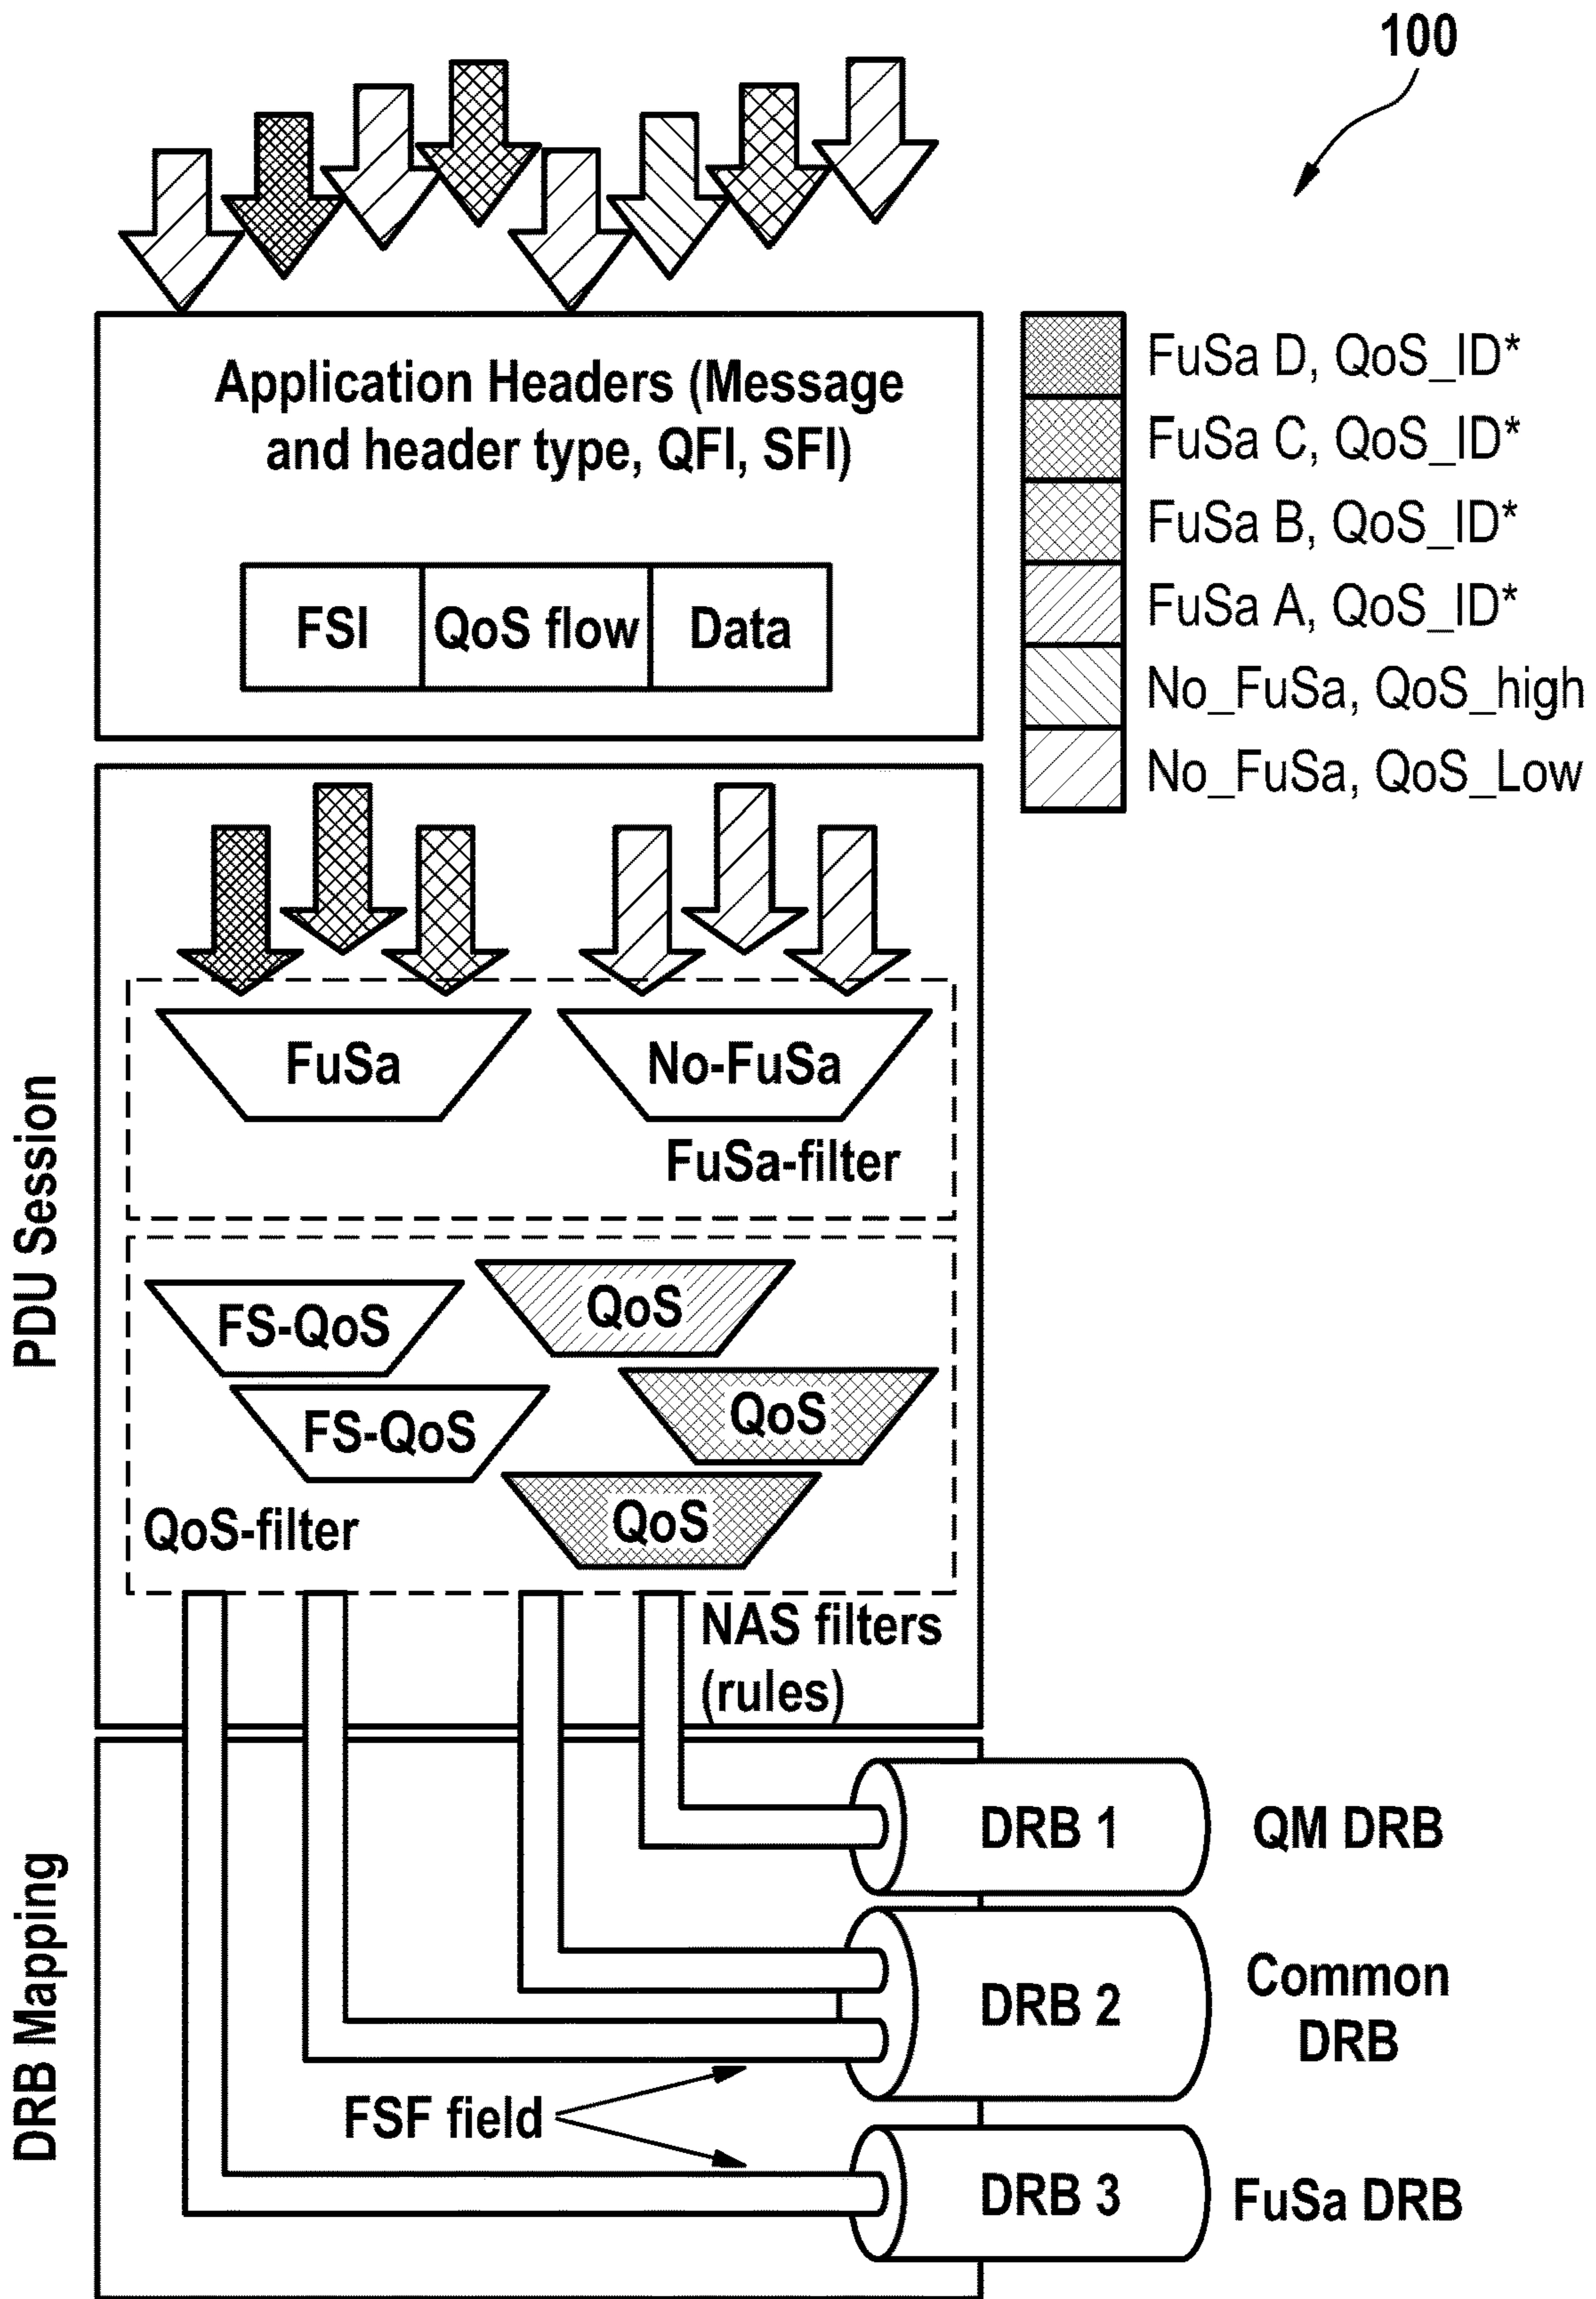 100
Application Headers (Message
and header type, QFI, SFI)
FSI QoS flow Data
FuSa D, QoS_ID*
FuSa C, QoS_ID*
FuSa B, QoS_ID*
FuSa A, QoS_ID*
No_FuSa, QoS_high
No_FuSa, QoS_Low
PDU Session
FuSa No-FuSa
FuSa-filter
FS-QoS QoS
FS-QoS QoS
QoS-filter QoS
NAS filters
(rules)
DRB Mapping
DRB 1 QM DRB
DRB 2 Common
DRB
FSF field
DRB 3 FuSa DRB